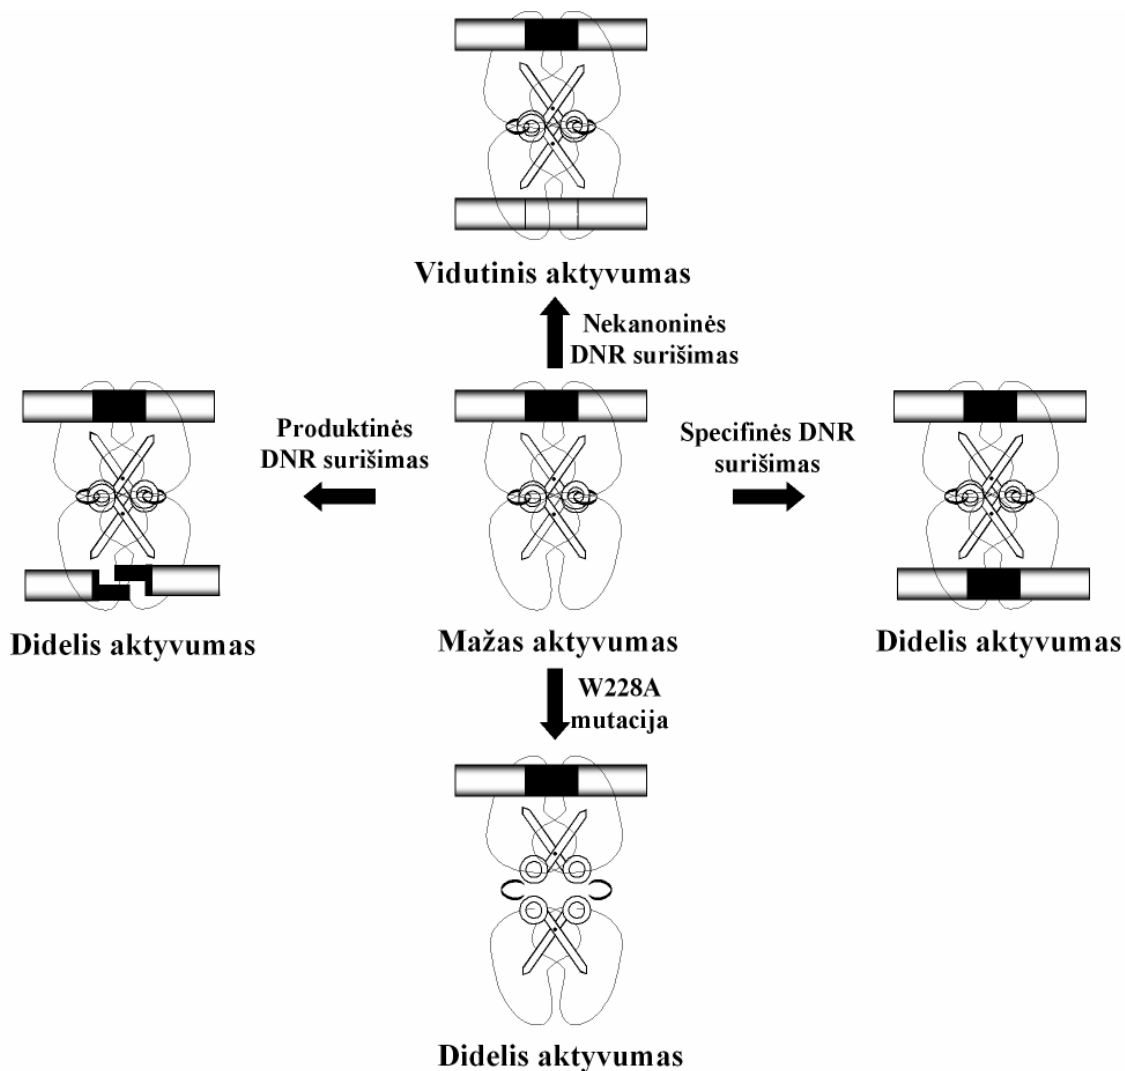 Vidutinis aktyvumas
Nekanoninės
DNR surišimas
Produktinės
DNR surišimas
Specifinės DNR
surišimas
Didelis aktyvumas
Mažas aktyvumas
Didelis aktyvumas
W228A
mutacija
Didelis aktyvumas